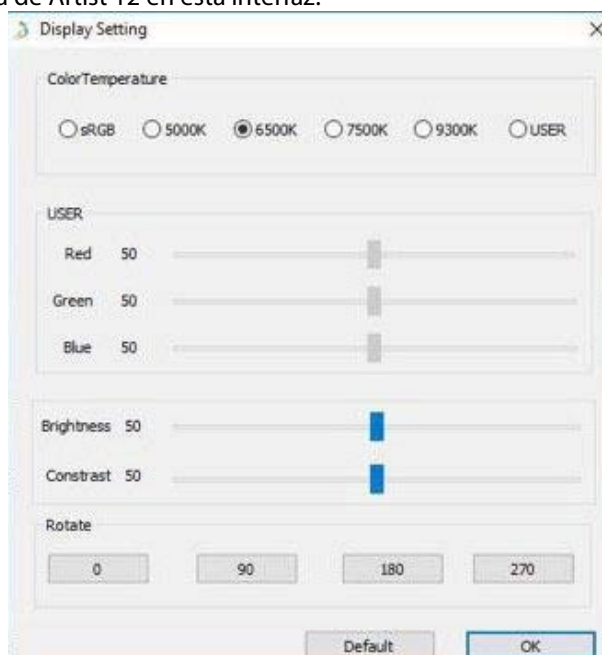 de Artist 12 en esta interfaz.
Display Setting
ColorTemperature
sRGB 5000K 6500K 7500K 9300K USER
USER
Red 50
Green 50
Blue 50
Brightness 50
Constrast 50
Rotate
0 90 180 270
Default OK